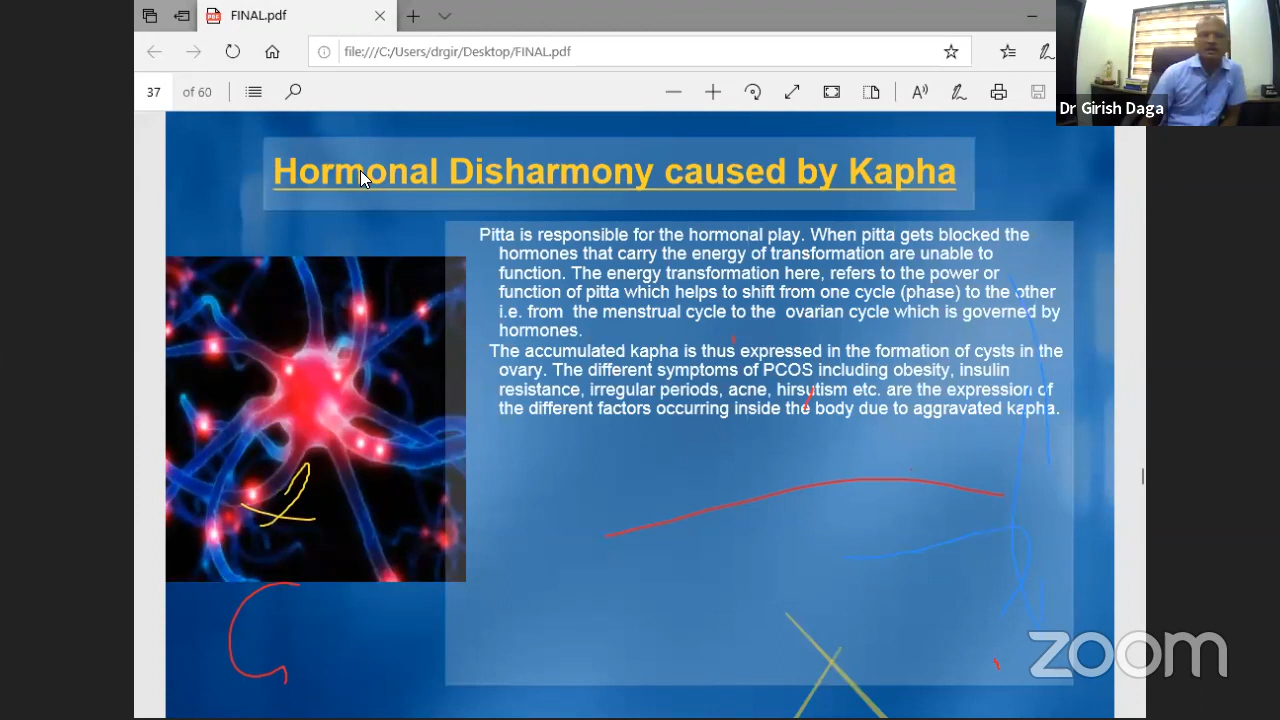 FINAL.pdf
file:///C:/Users/drgir/Desktop/FINAL.pdf
37 of 60
Dr Girish Daga
Hormonal Disharmony caused by Kapha
Pitta is responsible for the hormonal play. When pitta gets blocked the
hormones that carry the energy of transformation are unable to
function. The energy transformation here, refers to the power or
function of pitta which helps to shift from one cycle (phase) to the other
i.e. from the menstrual cycle to the ovarian cycle which is governed by
hormones.
The accumulated kapha is thus expressed in the formation of cysts in the
ovary. The different symptoms of PCOS including obesity, insulin
resistance, irregular periods, acne, hirsutism etc. are the expression of
the different factors occurring inside the body due to aggravated kapha.
zoom